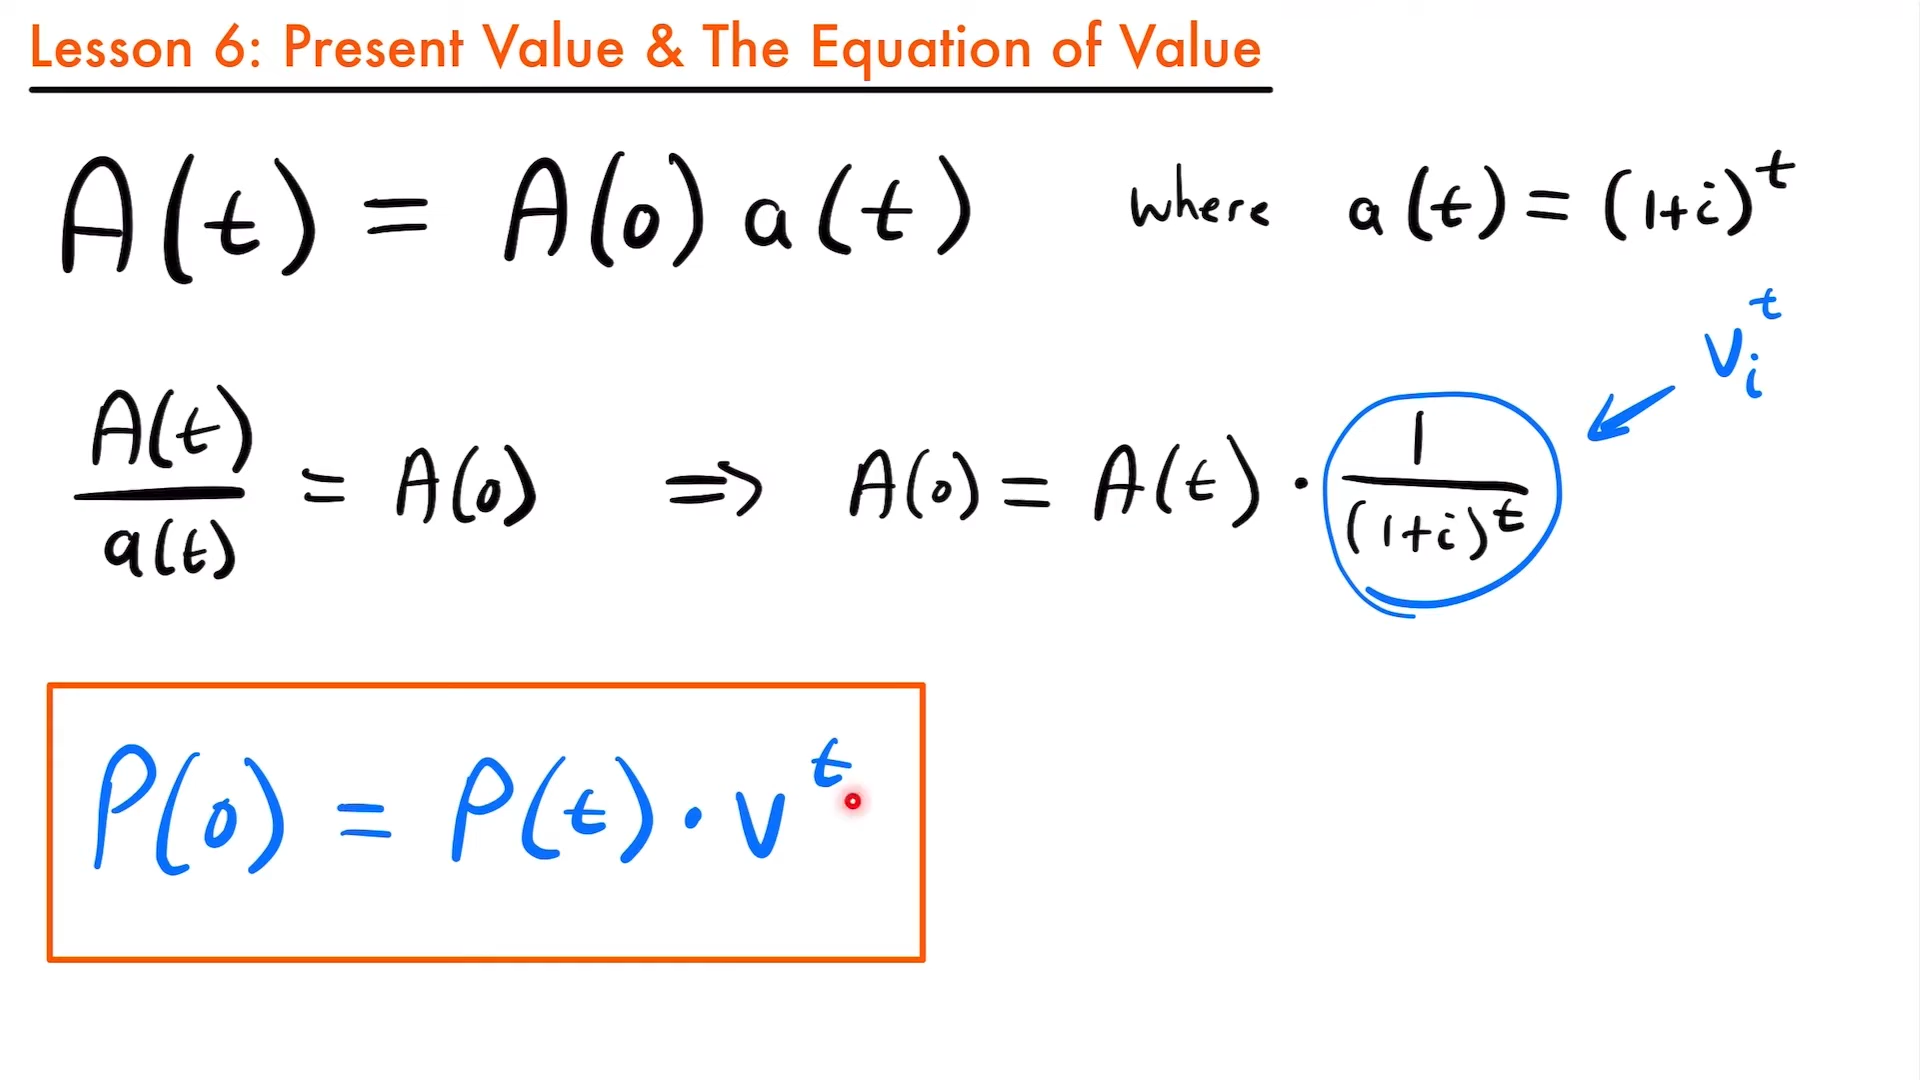 Lesson 6: Present Value & The Equation of Value
A(t) = A(0) a(t) where a(t) = (1+i)^t
v_i^t
A(t)/a(t) = A(0) ⇒ A(0) = A(t) · 1/(1+i)^t
P(0) = P(t) · v^t